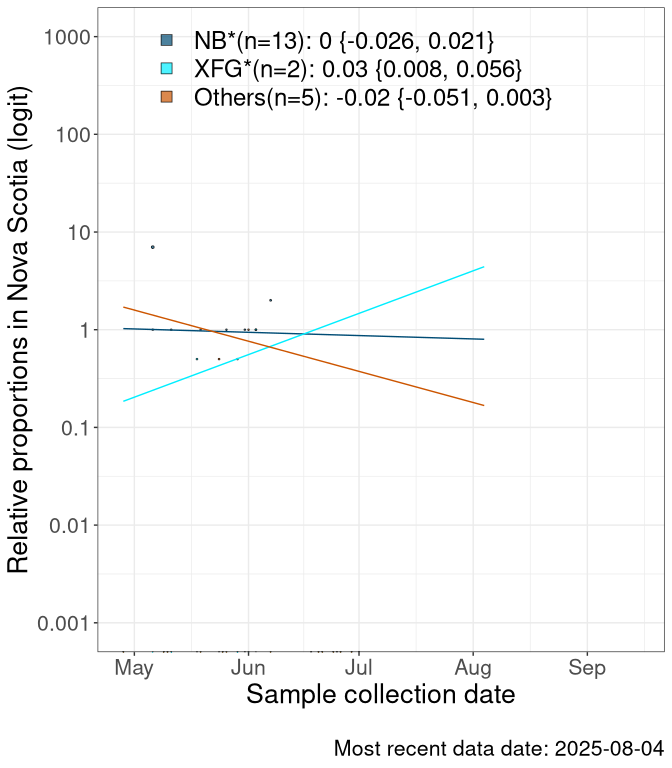 NB*(n=13): 0 {-0.026, 0.021}
XFG*(n=2): 0.03 {0.008, 0.056}
Others(n=5): -0.02 {-0.051, 0.003}
Relative proportions in Nova Scotia (logit)
1000
100
10
1
0.1
0.01
0.001
May Jun Jul Aug Sep
Sample collection date
Most recent data date: 2025-08-04